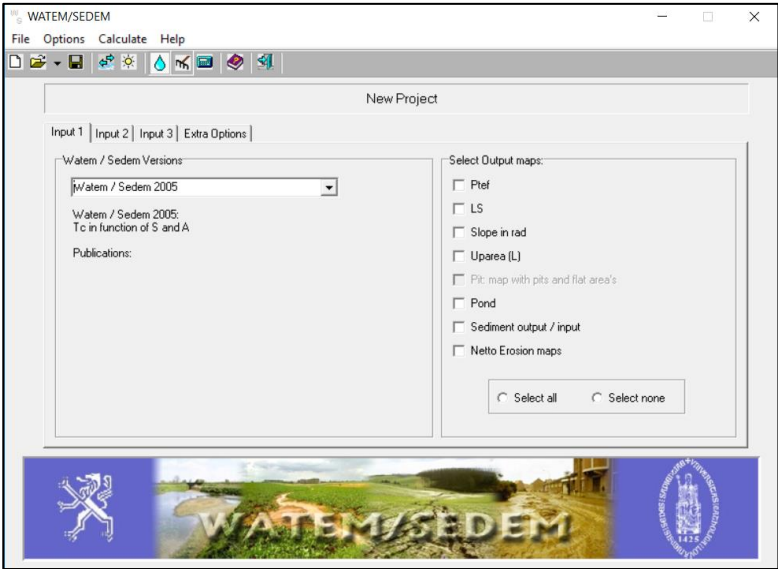 WATEM/SEDEM
File Options Calculate Help
New Project
Input 1 Input 2 Input 3 Extra Options
Watem / Sedem Versions
Watem / Sedem 2005
Watem / Sedem 2005:
Tc in function of S and A
Publications:
Select Output maps:
Ptef
LS
Slope in rad
Uparea (L)
Pit: map with pits and flat area's
Pond
Sediment output / input
Netto Erosion maps
Select all Select none
WATEM/SEDEM
1425